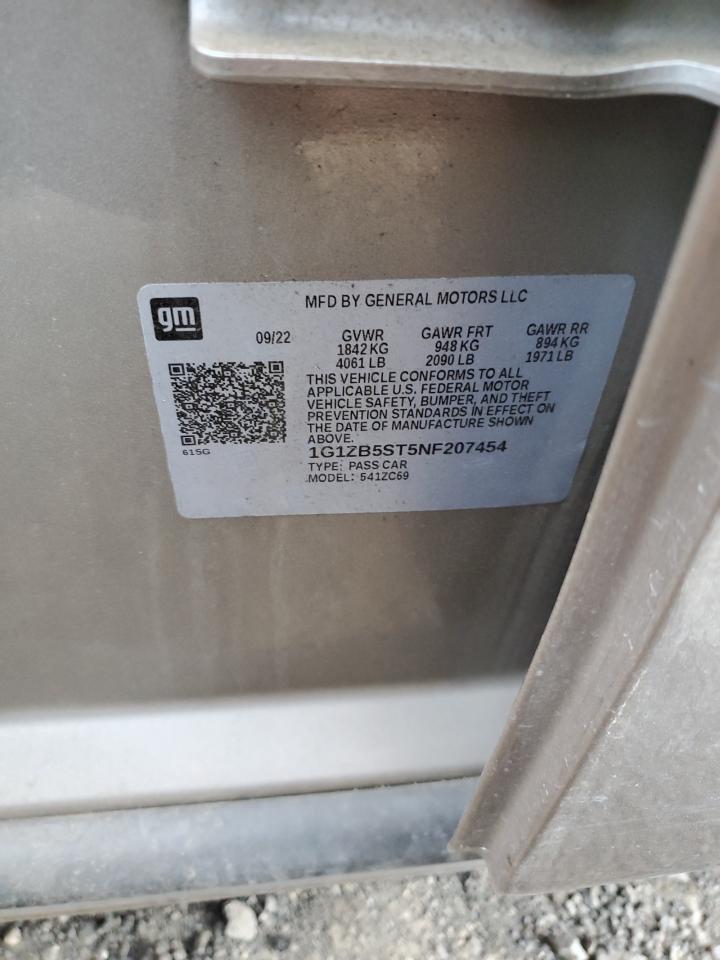 gm
MFD BY GENERAL MOTORS LLC
09/22 GVWR GAWR FRT GAWR RR
1842 KG 948 KG 894 KG
4061 LB 2090 LB 1971 LB
THIS VEHICLE CONFORMS TO ALL
APPLICABLE U.S. FEDERAL MOTOR
VEHICLE SAFETY, BUMPER, AND THEFT
PREVENTION STANDARDS IN EFFECT ON
THE DATE OF MANUFACTURE SHOWN
ABOVE.
61SG
1G1ZB5ST5NF207454
TYPE: PASS CAR
MODEL: 541ZC69